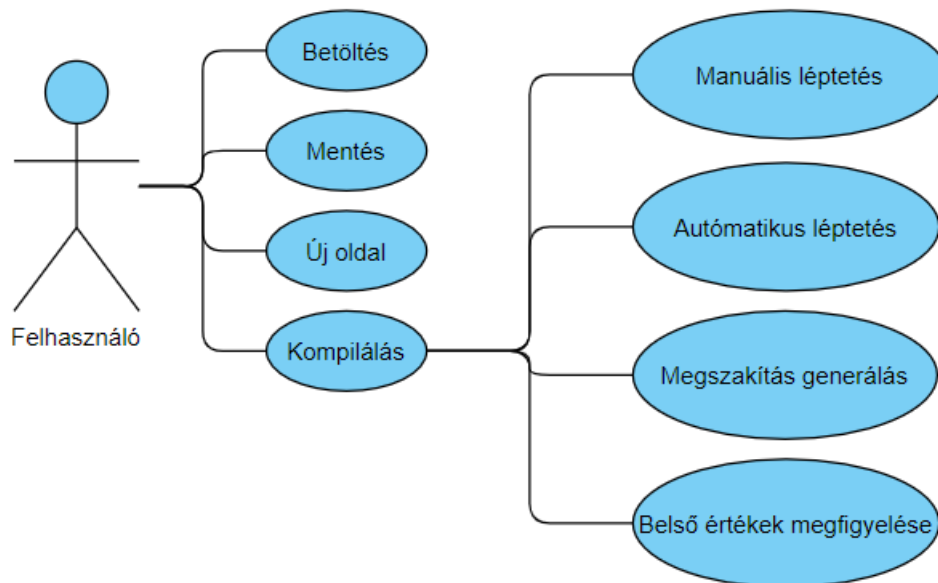 Betöltés
Mentés
Új oldal
Kompilálás
Felhasználó
Manuális léptetés
Autómatikus léptetés
Megszakítás generálás
Belső értékek megfigyelése